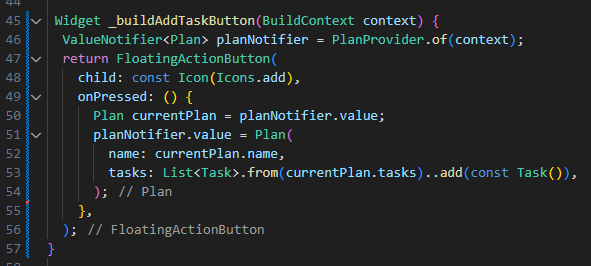 44
45 Widget _buildAddTaskButton(BuildContext context) {
46 ValueNotifier<Plan> planNotifier = PlanProvider.of(context);
47 return FloatingActionButton(
48 child: const Icon(Icons.add),
49 onPressed: () {
50 Plan currentPlan = planNotifier.value;
51 planNotifier.value = Plan(
52 name: currentPlan.name,
53 tasks: List<Task>.from(currentPlan.tasks)..add(const Task()),
54 ); // Plan
55 },
56 ); // FloatingActionButton
57 }
58